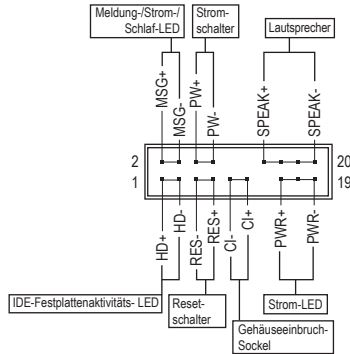 Meldung-/Strom-/
Schlaf-LED
Strom-
schalter
Lautsprecher
MSG+
MSG-
PW+
PW-
SPEAK+
SPEAK-
2
20
1
19
HD+
HD-
RES-
RES+
CI-
CI+
PWR+
PWR-
IDE-Festplattenaktivitäts- LED
Reset-
schalter
Strom-LED
Gehäuseeinbruch-
Sockel